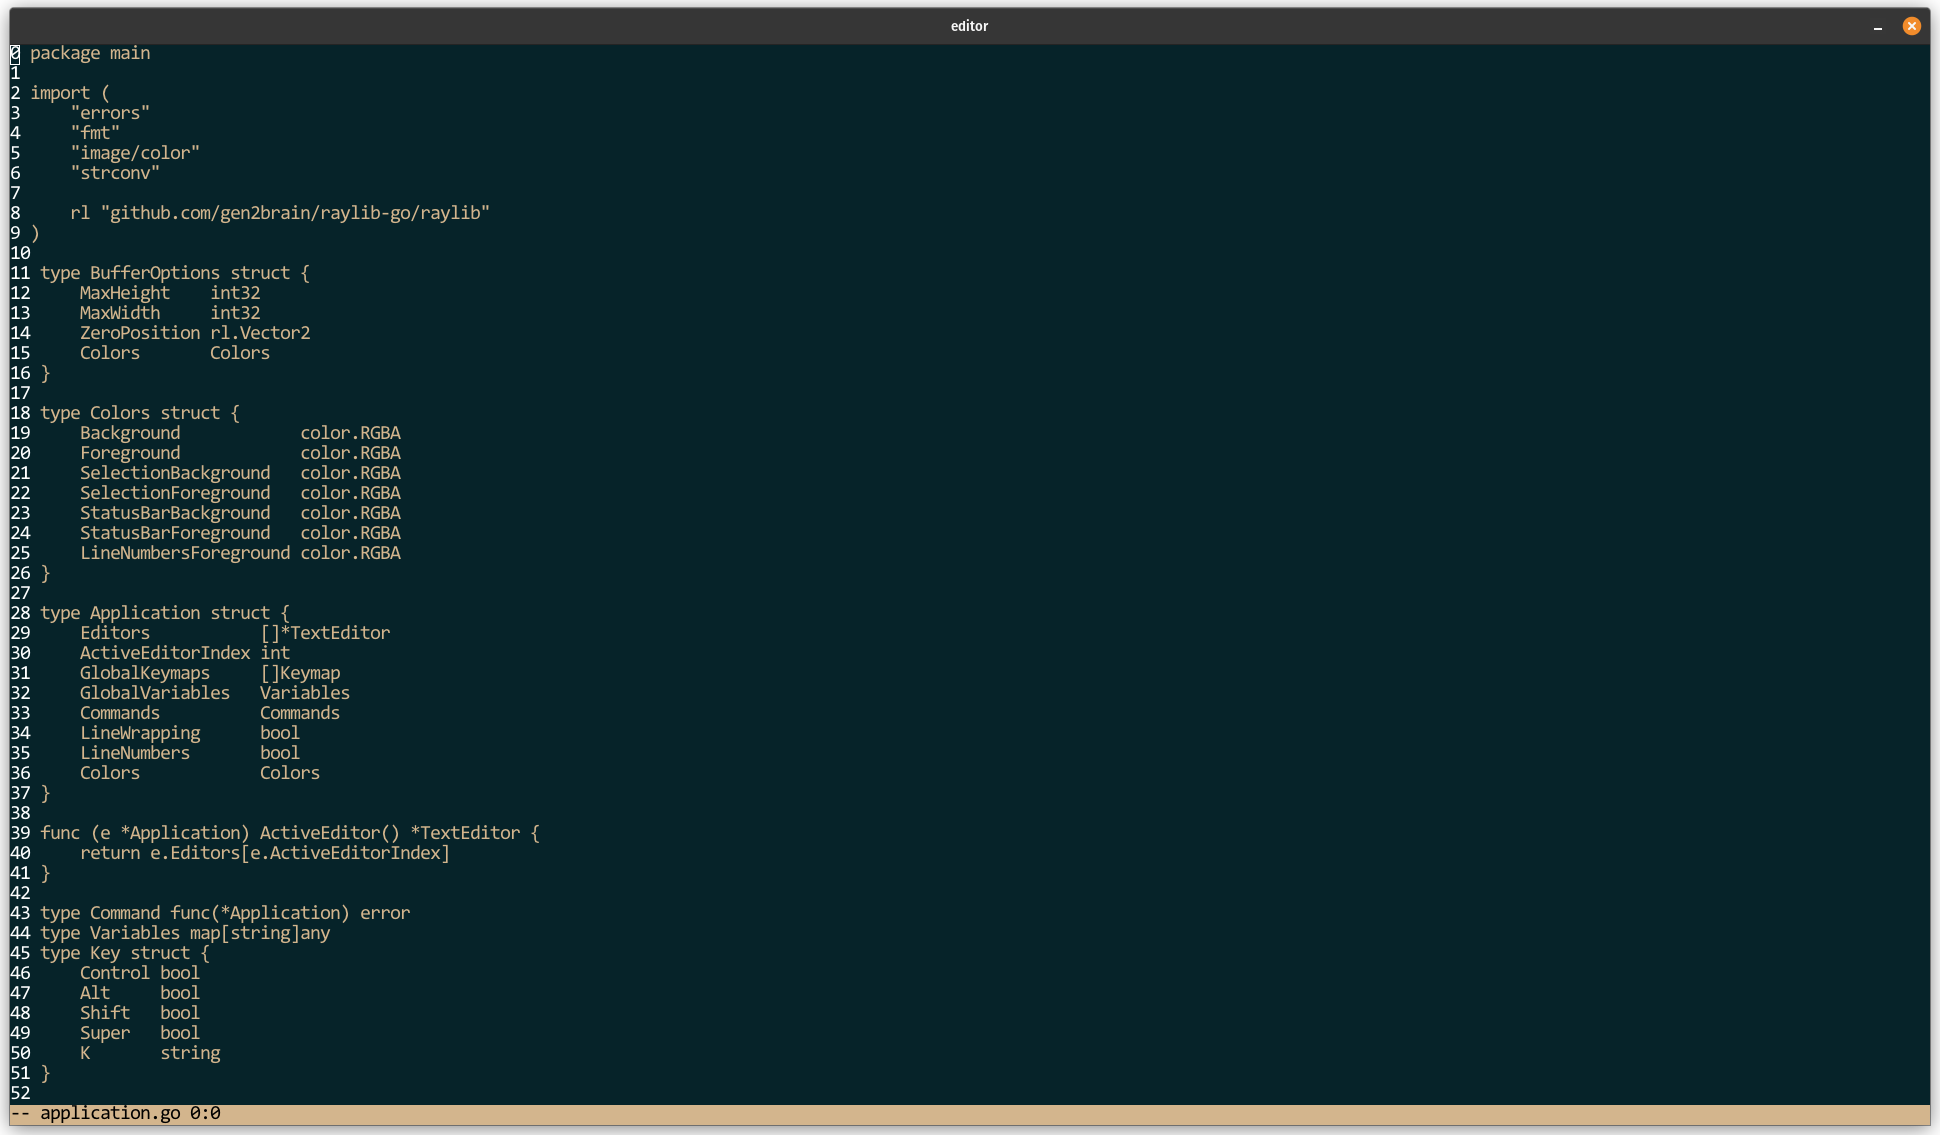 editor
0 package main
1
2 import (
3     "errors"
4     "fmt"
5     "image/color"
6     "strconv"
7
8     rl "github.com/gen2brain/raylib-go/raylib"
9 )
10
11 type BufferOptions struct {
12     MaxHeight    int32
13     MaxWidth     int32
14     ZeroPosition rl.Vector2
15     Colors       Colors
16 }
17
18 type Colors struct {
19     Background            color.RGBA
20     Foreground            color.RGBA
21     SelectionBackground   color.RGBA
22     SelectionForeground   color.RGBA
23     StatusBarBackground   color.RGBA
24     StatusBarForeground   color.RGBA
25     LineNumbersForeground color.RGBA
26 }
27
28 type Application struct {
29     Editors           []*TextEditor
30     ActiveEditorIndex int
31     GlobalKeymaps     []Keymap
32     GlobalVariables   Variables
33     Commands          Commands
34     LineWrapping      bool
35     LineNumbers       bool
36     Colors            Colors
37 }
38
39 func (e *Application) ActiveEditor() *TextEditor {
40     return e.Editors[e.ActiveEditorIndex]
41 }
42
43 type Command func(*Application) error
44 type Variables map[string]any
45 type Key struct {
46     Control bool
47     Alt     bool
48     Shift   bool
49     Super   bool
50     K       string
51 }
52
-- application.go 0:0